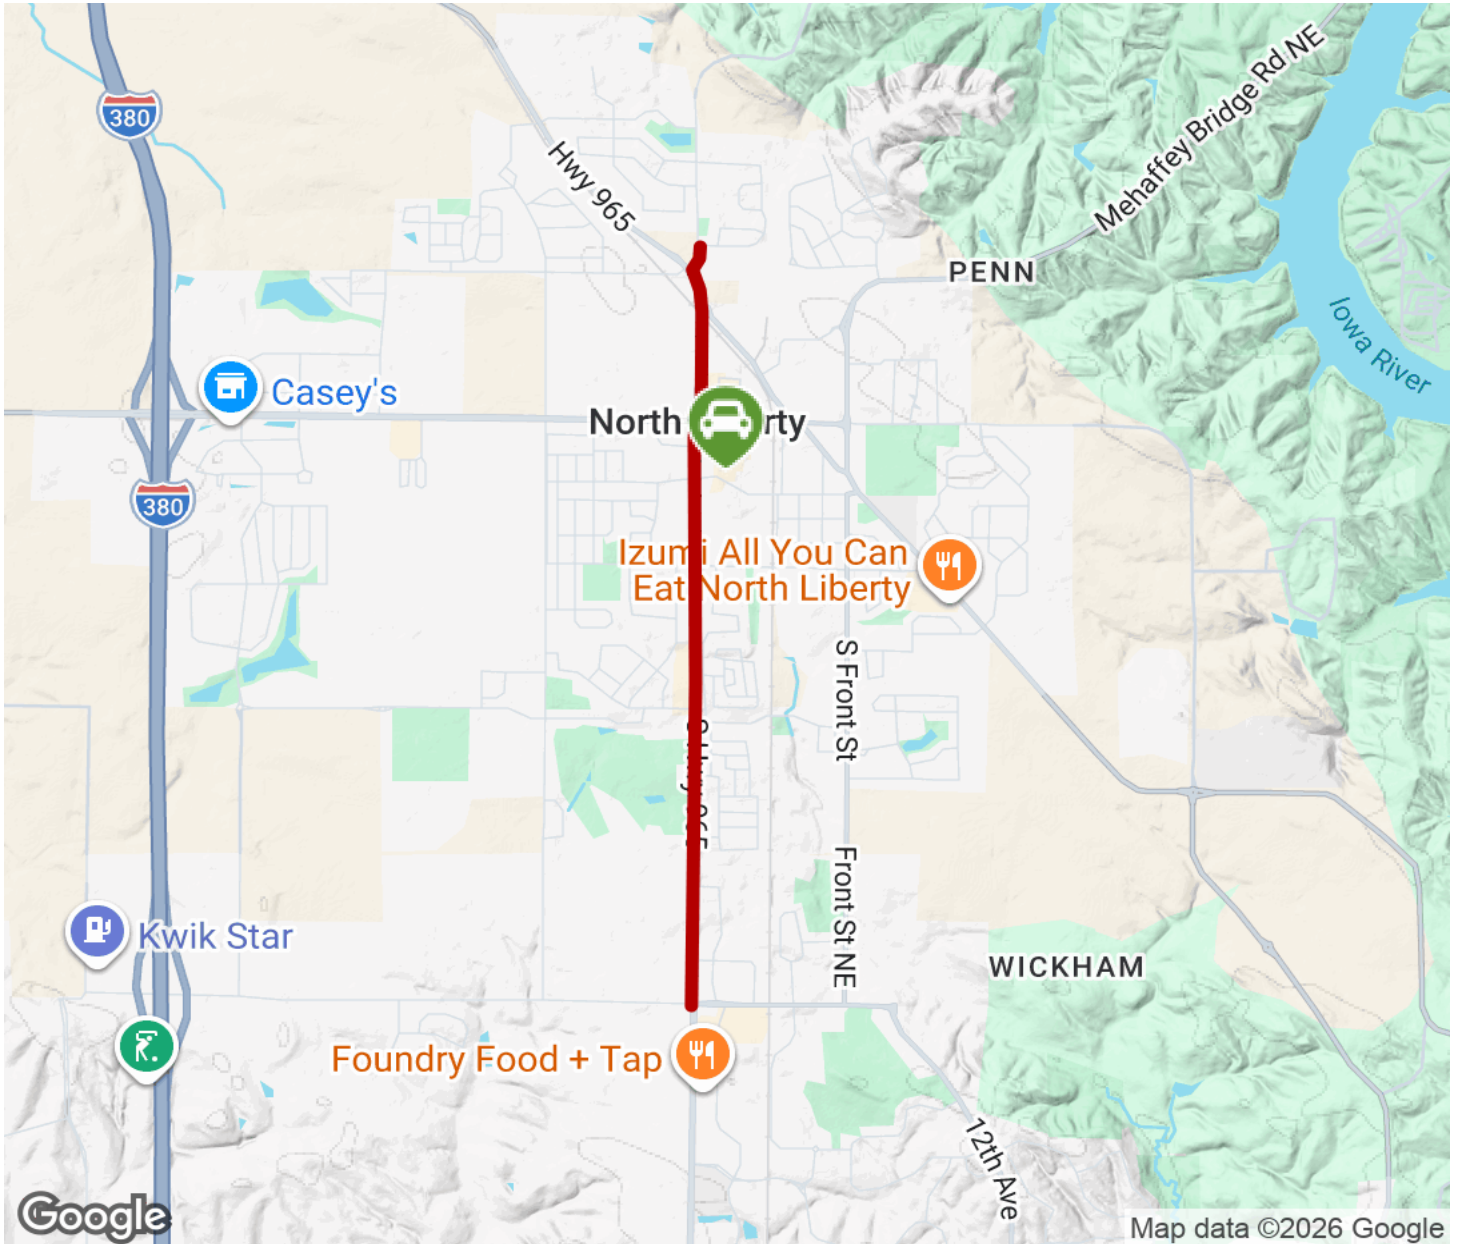 380
Hwy 965
Mehaffey Bridge Rd NE
PENN
Iowa River
Casey's
North rty
380
Izumi All You Can
Eat North Liberty
S Front St
965
Front St NE
Kwik Star
WICKHAM
Foundry Food + Tap
12th Ave
Google
Map data ©2026 Google